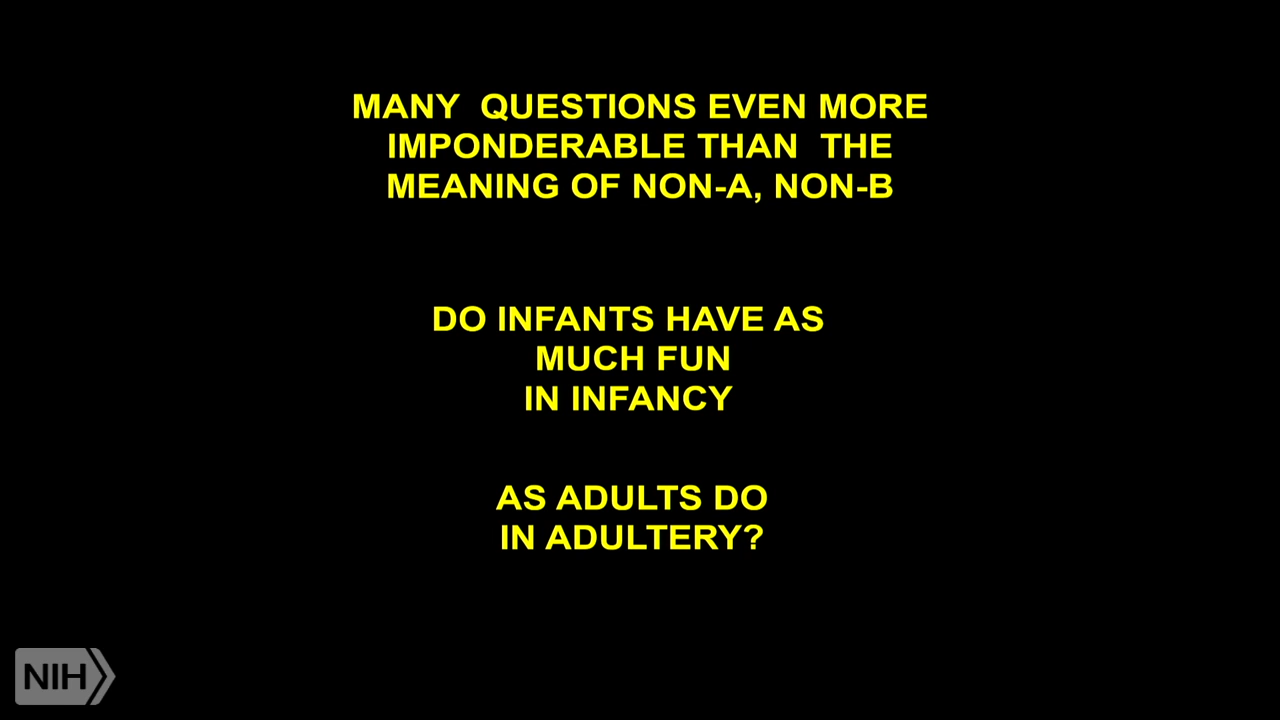 MANY  QUESTIONS EVEN MORE
IMPONDERABLE THAN  THE
MEANING OF NON-A, NON-B
DO INFANTS HAVE AS
MUCH FUN
IN INFANCY
AS ADULTS DO
IN ADULTERY?
NIH